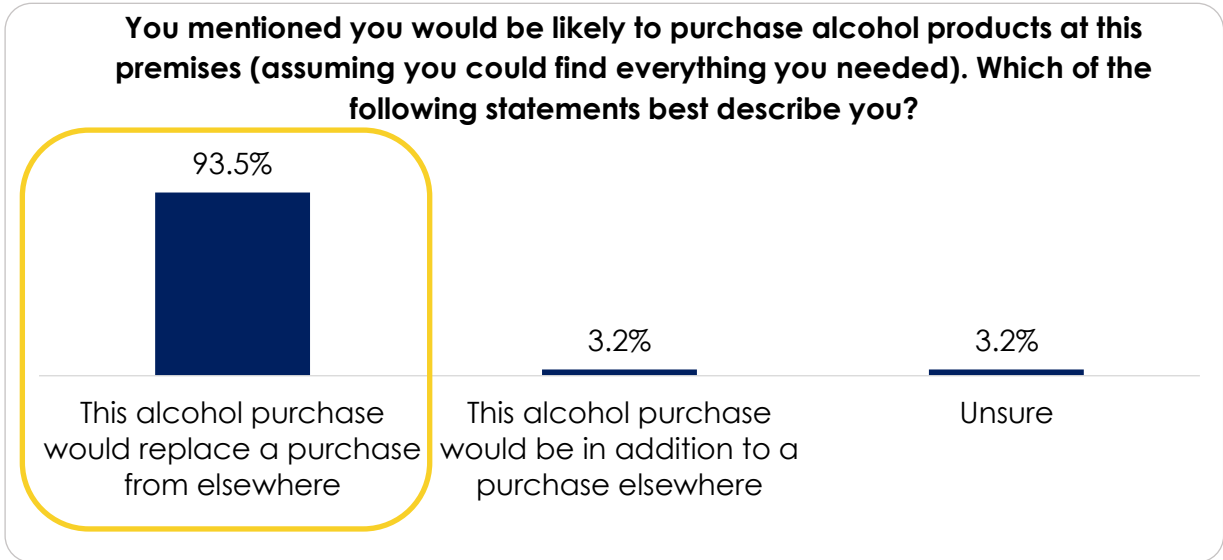 You mentioned you would be likely to purchase alcohol products at this
premises (assuming you could find everything you needed). Which of the
following statements best describe you?
93.5%
3.2%
3.2%
This alcohol purchase
would replace a purchase
from elsewhere
This alcohol purchase
would be in addition to a
purchase elsewhere
Unsure